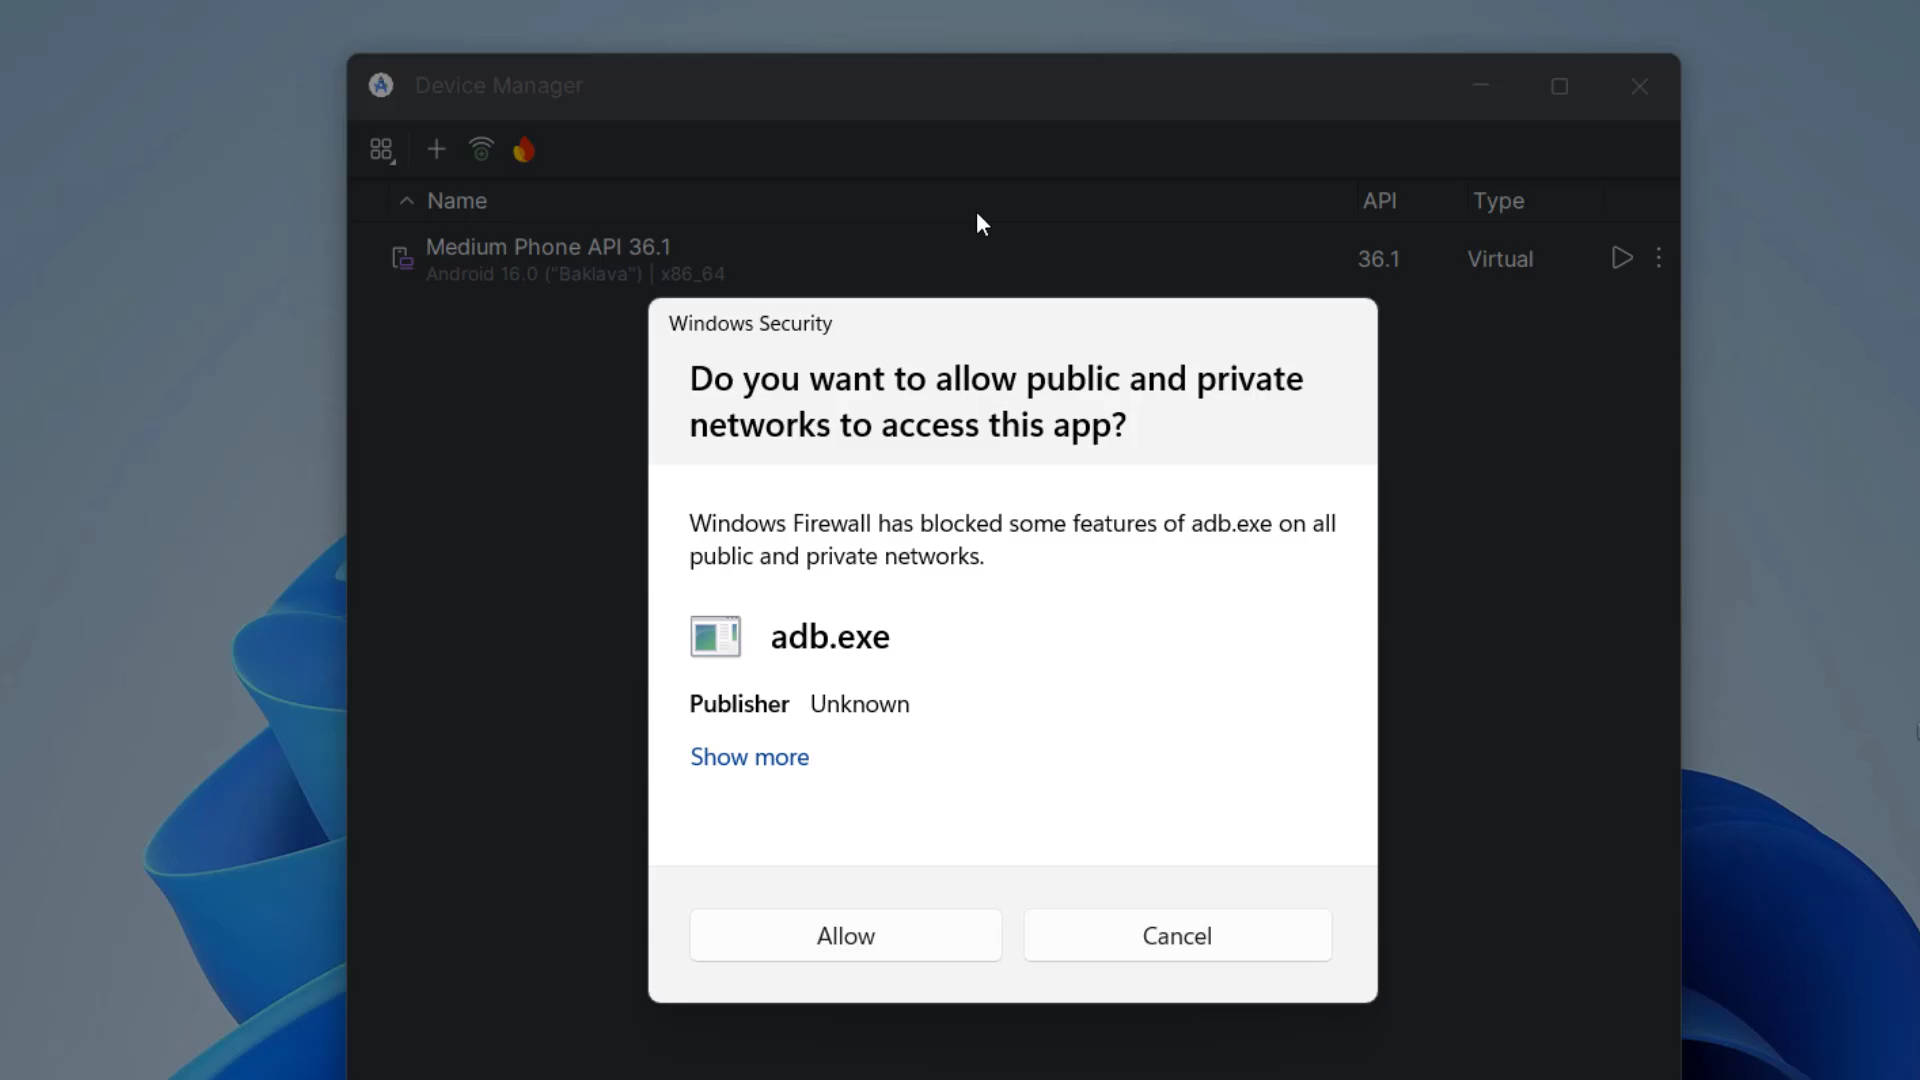 Device Manager
Name
API
Type
Medium Phone API 36.1
Android 16.0 ("Baklava") | x86_64
36.1
Virtual
Windows Security
Do you want to allow public and private
networks to access this app?
Windows Firewall has blocked some features of adb.exe on all
public and private networks.
adb.exe
Publisher Unknown
Show more
Allow
Cancel